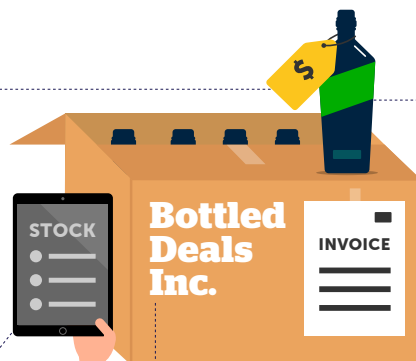 $
Bottled
Deals
Inc.
STOCK
INVOICE